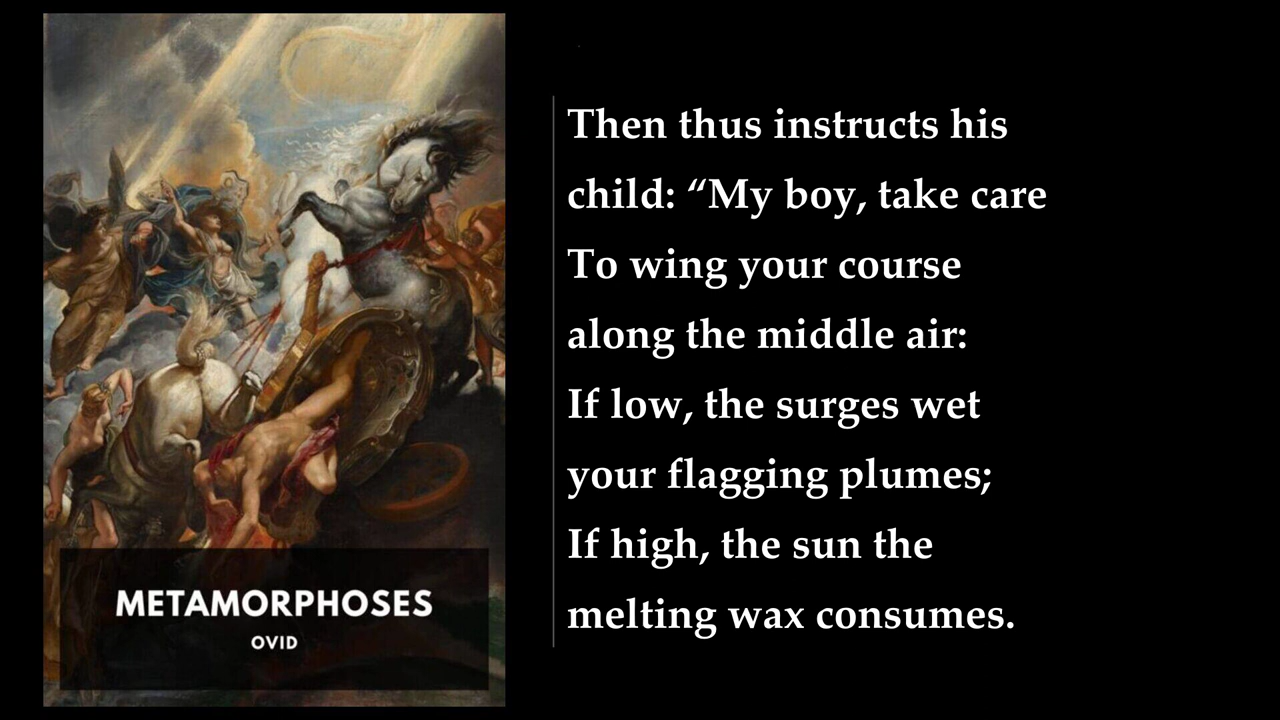 METAMORPHOSES
OVID
Then thus instructs his
child: “My boy, take care
To wing your course
along the middle air:
If low, the surges wet
your flagging plumes;
If high, the sun the
melting wax consumes.